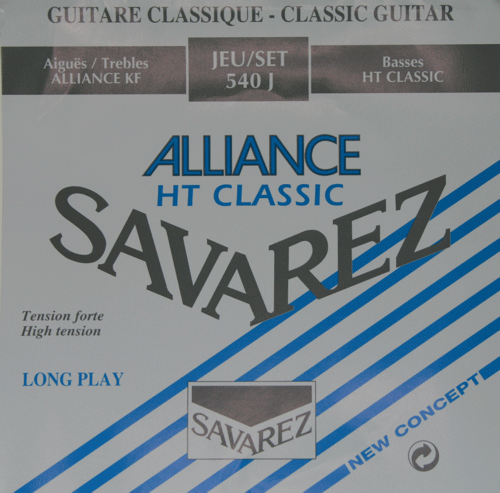 GUITARE CLASSIQUE - CLASSIC GUITAR
Aiguës / Trebles
ALLIANCE KF
JEU/SET
540 J
Basses
HT CLASSIC
ALLIANCE
HT CLASSIC
SAVAREZ
Tension forte
High tension
LONG PLAY
SAVAREZ
NEW CONCEPT